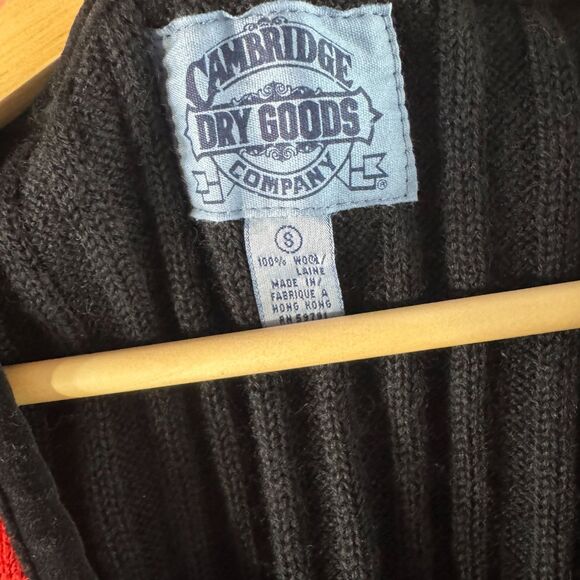 CAMBRIDGE
DRY GOODS
COMPANY
®
S
100% WOOL/
LAINE
MADE IN/
FABRIQUE A
HONG KONG